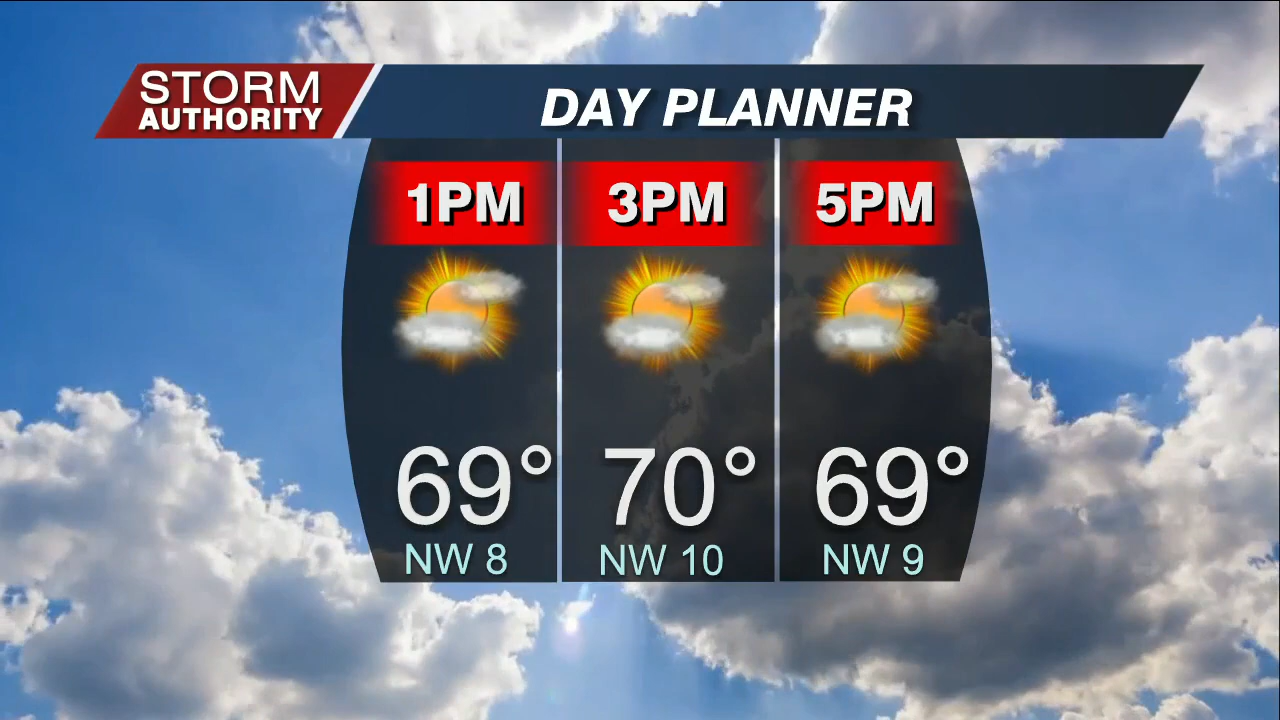 STORM
AUTHORITY
DAY PLANNER
1PM 3PM 5PM
69° 70° 69°
NW 8 NW 10 NW 9